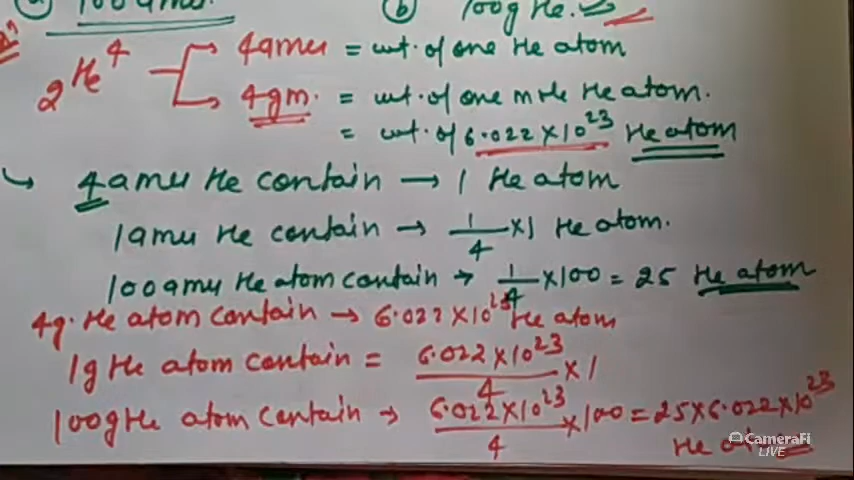 (a) 100 amu. (b) 100g He.
2He4 4amu = wt. of one He atom
4gm. = wt. of one mole He atom.
= wt. of 6.022×10^23 He atom
↳ 4amu He contain → 1 He atom
1amu He contain → 1/4 ×1 He atom.
100amu He atom contain → 1/4 ×100 = 25 He atom
4g. He atom contain → 6.022×10^23 He atom
1g He atom contain = 6.022×10^23/4 ×1
100g He atom contain → 6.022×10^23/4 ×100 = 25×6.022×10^23
He atom
CameraFi
LIVE